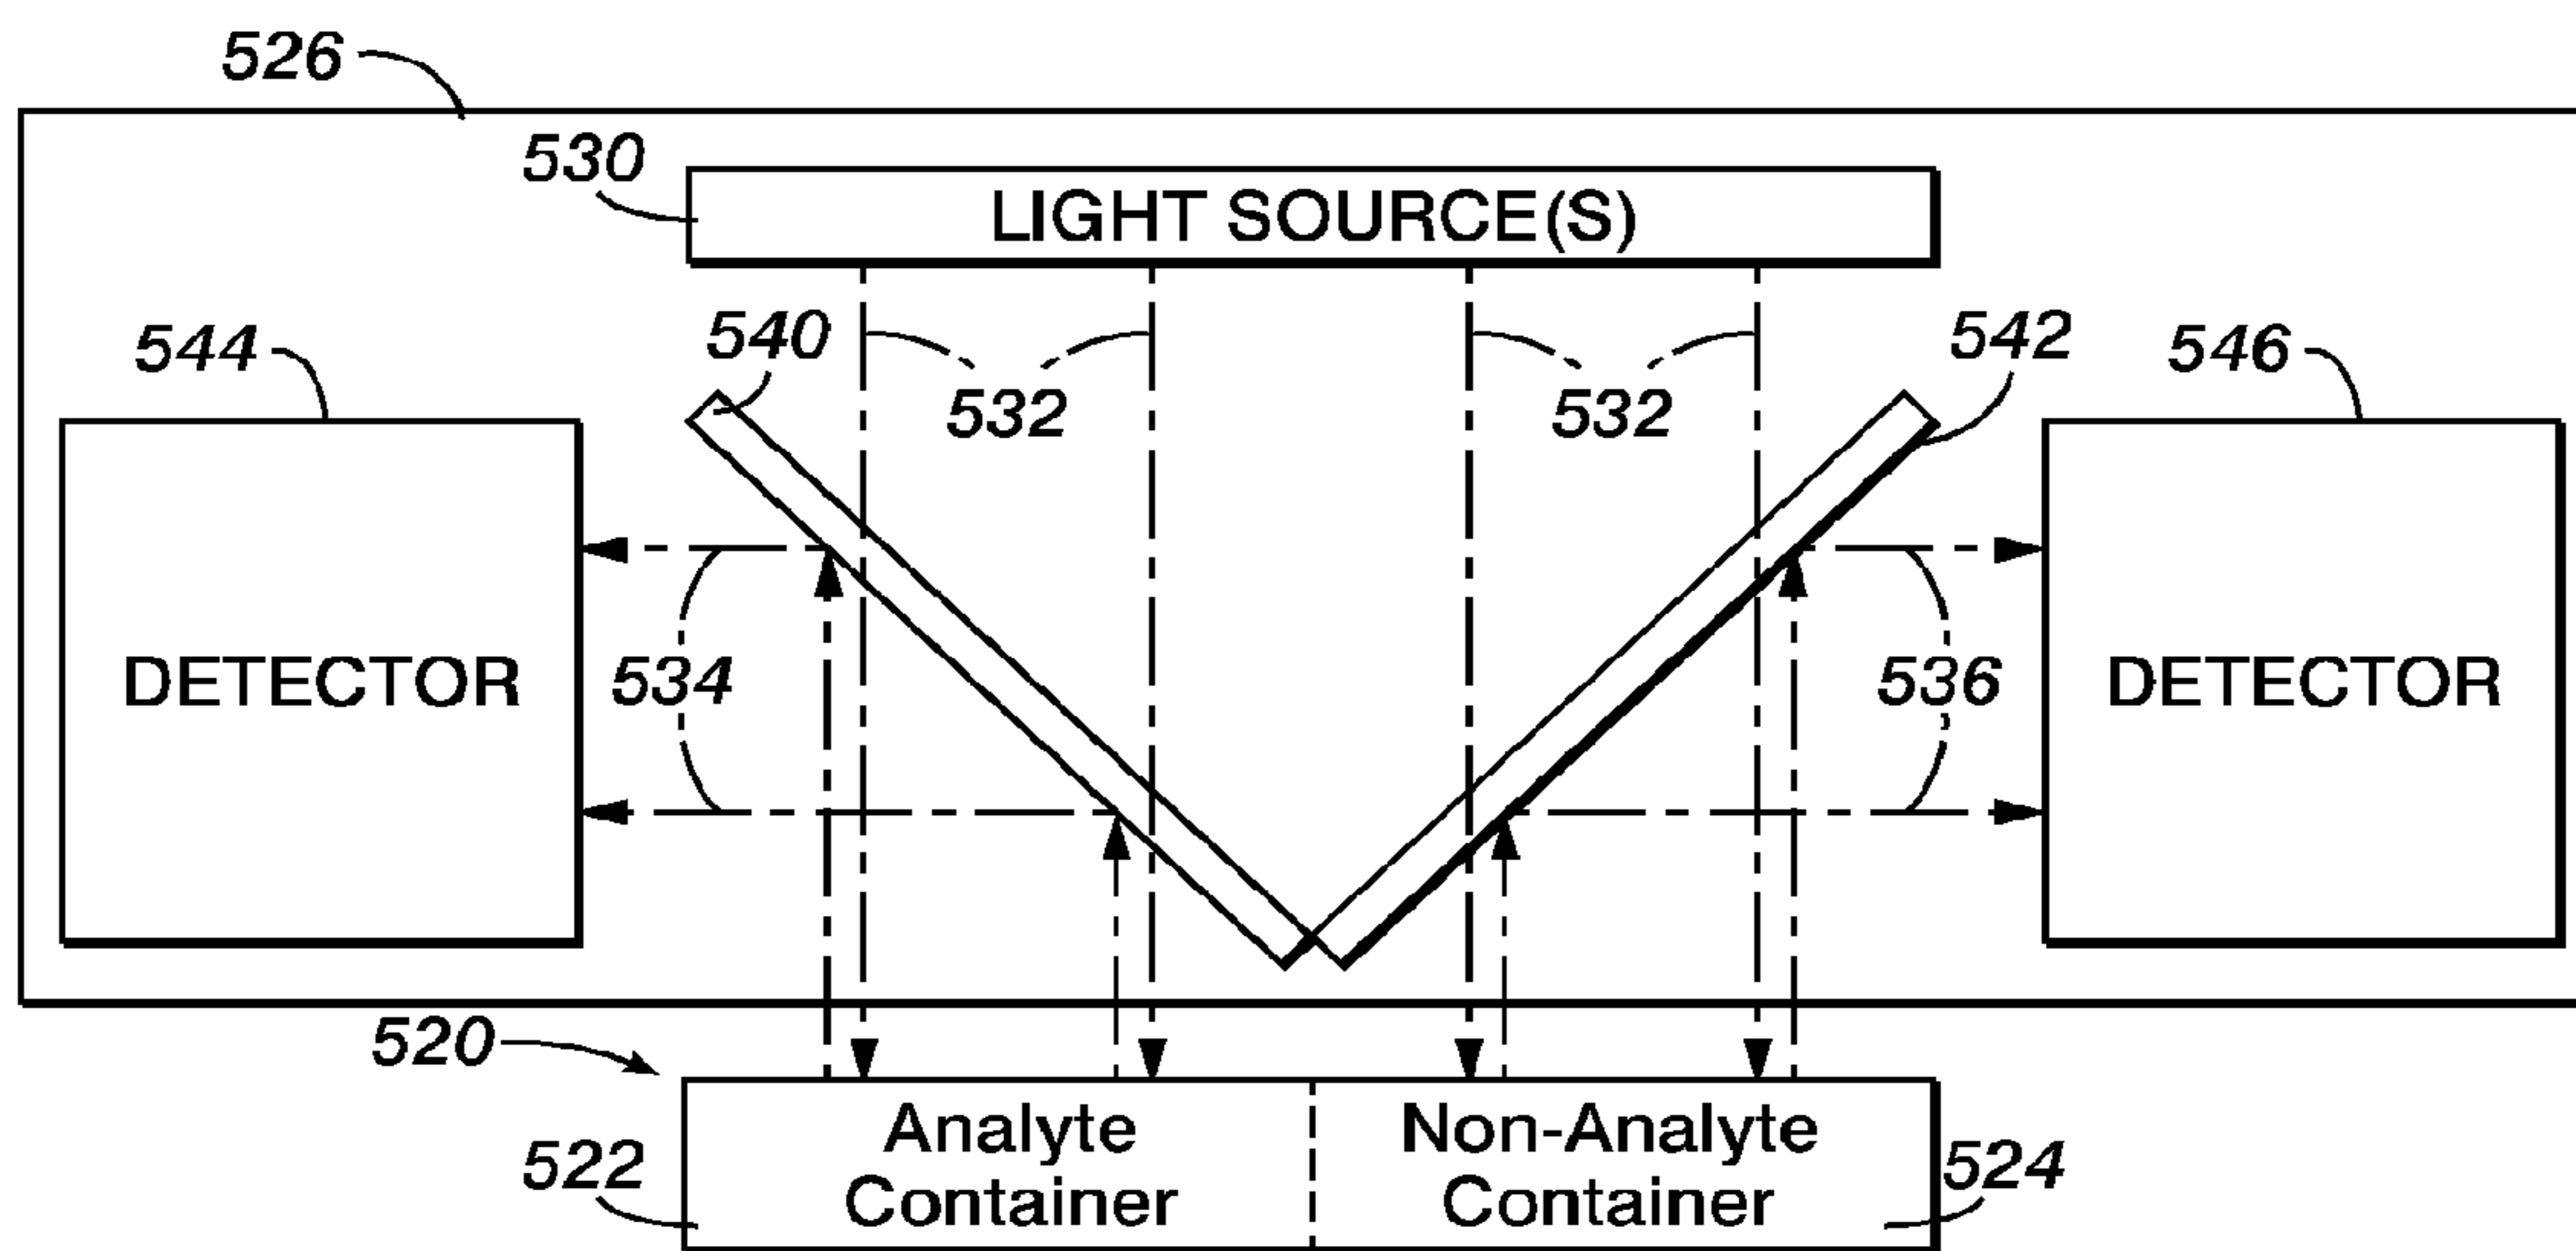 526
530
LIGHT SOURCE(S)
544
540
532
532
542
546
DETECTOR
534
536
DETECTOR
520
522
Analyte
Container
Non-Analyte
Container
524